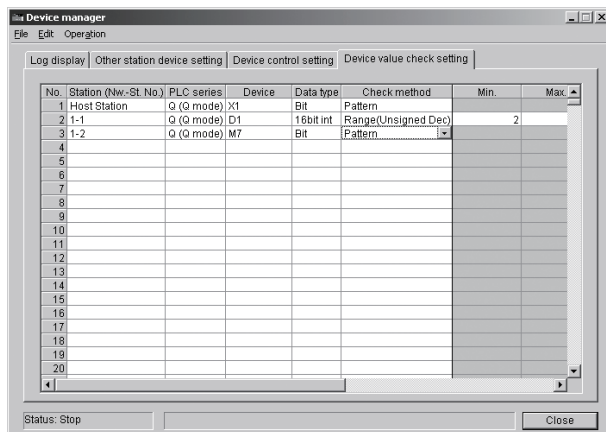 Device manager
File Edit Operation
Log display Other station device setting Device control setting Device value check setting
No. Station (Nw.-St. No.) PLC series Device Data type Check method Min. Max.
1 Host Station Q (Q mode) X1 Bit Pattern
2 1-1 Q (Q mode) D1 16bit int Range(Unsigned Dec) 2
3 1-2 Q (Q mode) M7 Bit Pattern
4
5
6
7
8
9
10
11
12
13
14
15
16
17
18
19
20
Status: Stop Close